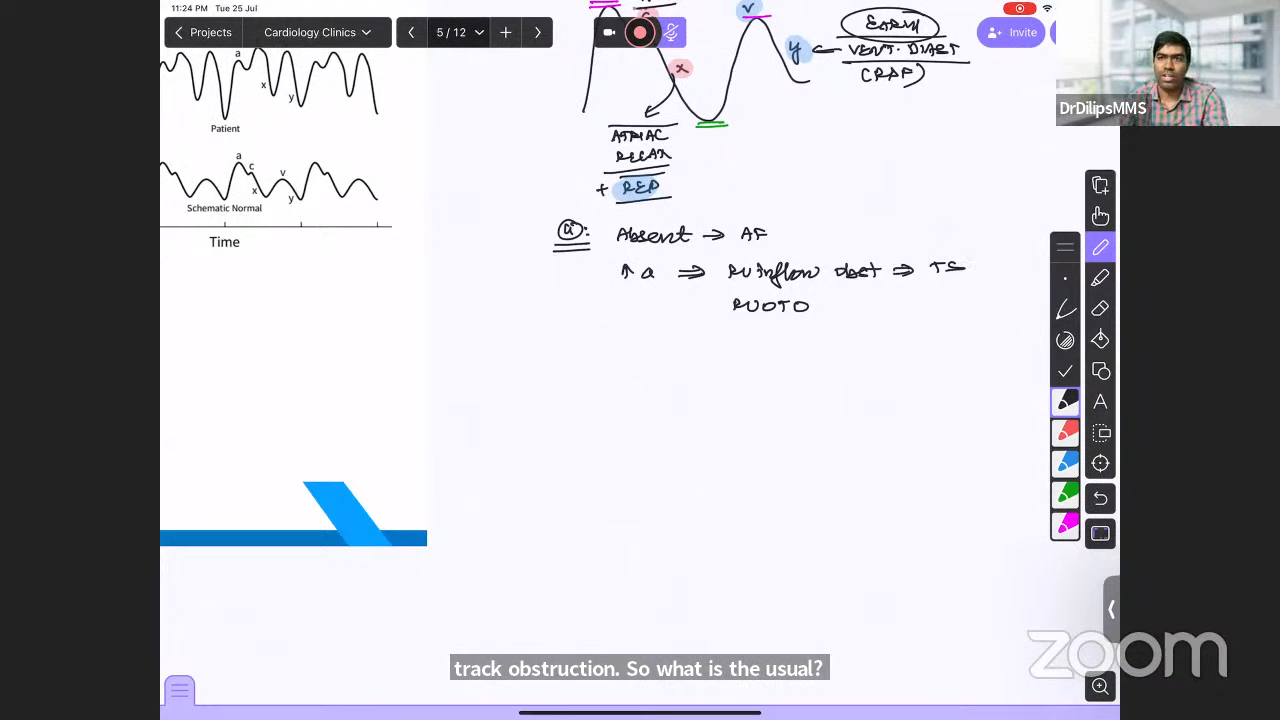 11:24 PM Tue 25 Jul
Projects Cardiology Clinics 5 / 12 Invite
DrDilipsMMS
a
x
y
Patient
a
c
v
x
y
Schematic Normal
Time
v
EARLY
y ← VENT. DIAST
(RAP)
x
ATRIAL
RELAX
+ REP
a: Absent → AF
↑ a ⇒ RV inflow obst ⇒ TS
RVOTO
A
track obstruction. So what is the usual?
zoom